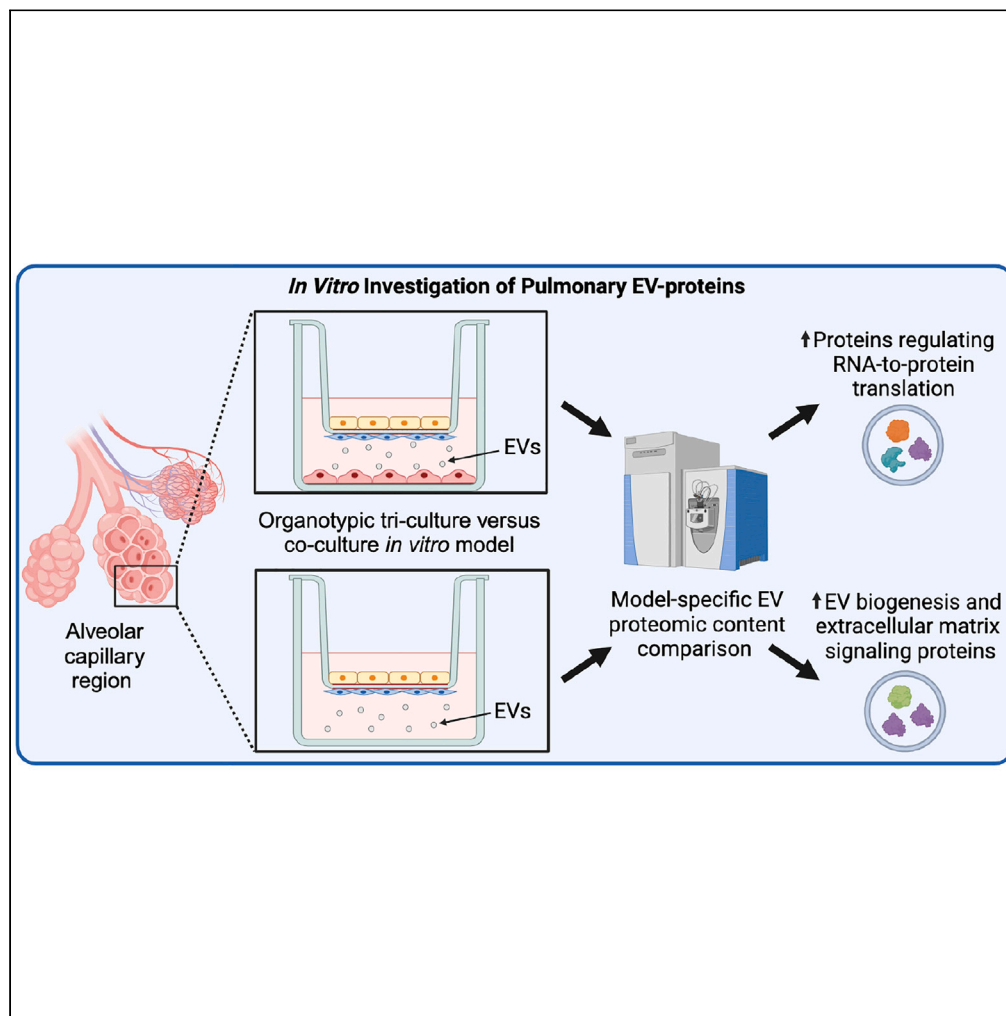 In Vitro Investigation of Pulmonary EV-proteins
Alveolar
capillary
region
EVs
Organotypic tri-culture versus
co-culture in vitro model
EVs
Model-specific EV
proteomic content
comparison
↑Proteins regulating
RNA-to-protein
translation
↑EV biogenesis and
extracellular matrix
signaling proteins